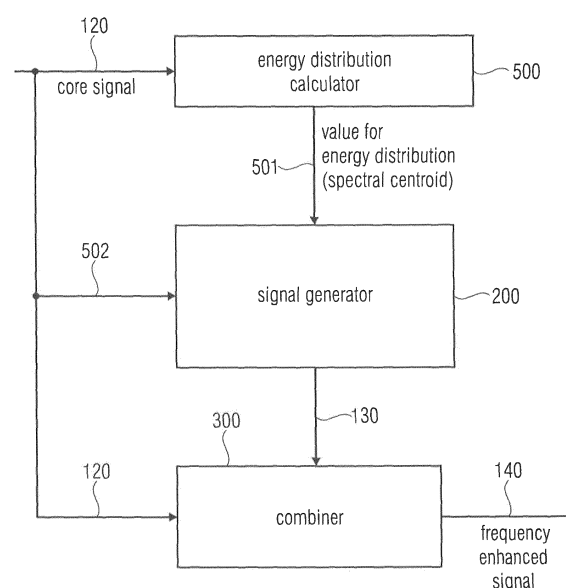 120
energy distribution
calculator
500
core signal
value for
energy distribution
(spectral centroid)
501
502
signal generator
200
130
300
120
combiner
140
frequency
enhanced
signal